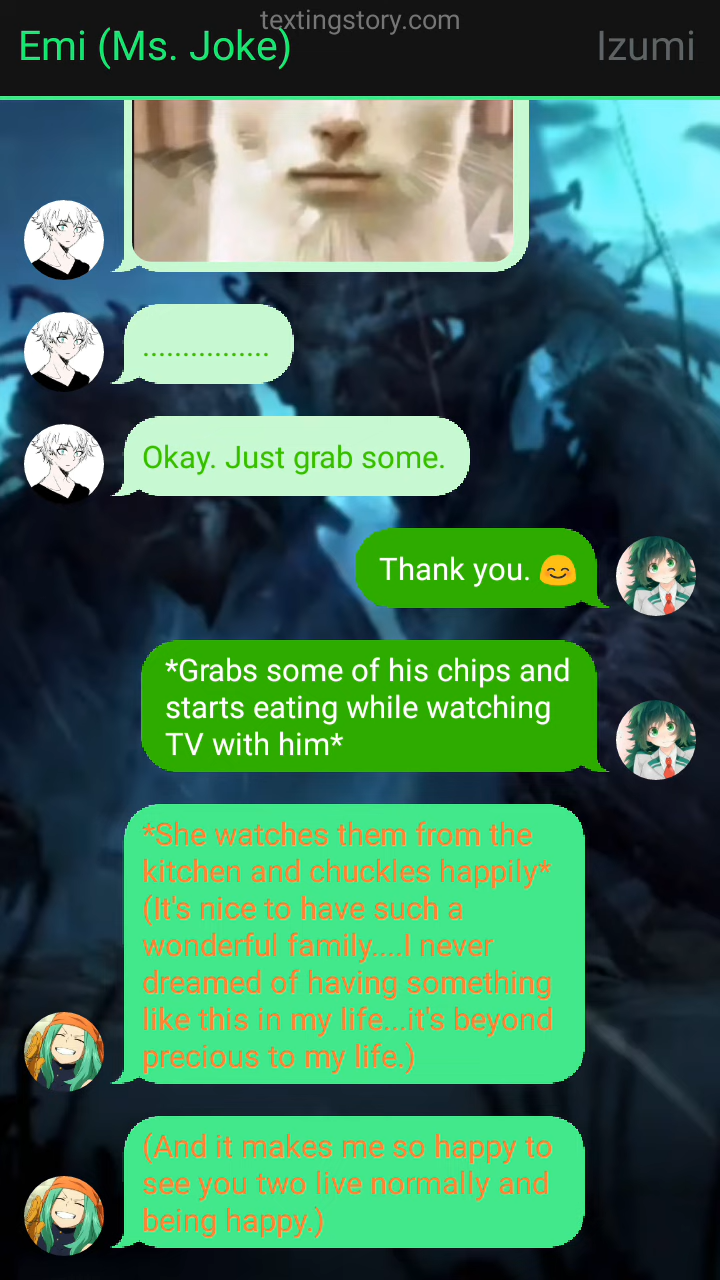 textingstory.com
Emi (Ms. Joke)
Izumi
................
Okay. Just grab some.
Thank you. 😊
*Grabs some of his chips and
starts eating while watching
TV with him*
*She watches them from the
kitchen and chuckles happily*
(It's nice to have such a
wonderful family....I never
dreamed of having something
like this in my life...it's beyond
precious to my life.)
(And it makes me so happy to
see you two live normally and
being happy.)